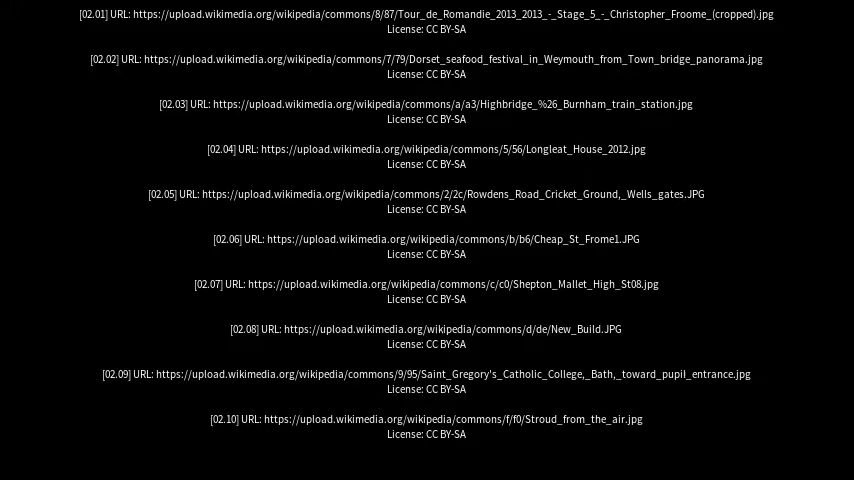 [02.01] URL: https://upload.wikimedia.org/wikipedia/commons/8/87/Tour_de_Romandie_2013_2013_-_Stage_5_-_Christopher_Froome_(cropped).jpg
License: CC BY-SA
[02.02] URL: https://upload.wikimedia.org/wikipedia/commons/7/79/Dorset_seafood_festival_in_Weymouth_from_Town_bridge_panorama.jpg
License: CC BY-SA
[02.03] URL: https://upload.wikimedia.org/wikipedia/commons/a/a3/Highbridge_%26_Burnham_train_station.jpg
License: CC BY-SA
[02.04] URL: https://upload.wikimedia.org/wikipedia/commons/5/56/Longleat_House_2012.jpg
License: CC BY-SA
[02.05] URL: https://upload.wikimedia.org/wikipedia/commons/2/2c/Rowdens_Road_Cricket_Ground,_Wells_gates.JPG
License: CC BY-SA
[02.06] URL: https://upload.wikimedia.org/wikipedia/commons/b/b6/Cheap_St_Frome1.JPG
License: CC BY-SA
[02.07] URL: https://upload.wikimedia.org/wikipedia/commons/c/c0/Shepton_Mallet_High_St08.jpg
License: CC BY-SA
[02.08] URL: https://upload.wikimedia.org/wikipedia/commons/d/de/New_Build.JPG
License: CC BY-SA
[02.09] URL: https://upload.wikimedia.org/wikipedia/commons/9/95/Saint_Gregory's_Catholic_College,_Bath,_toward_pupil_entrance.jpg
License: CC BY-SA
[02.10] URL: https://upload.wikimedia.org/wikipedia/commons/f/f0/Stroud_from_the_air.jpg
License: CC BY-SA